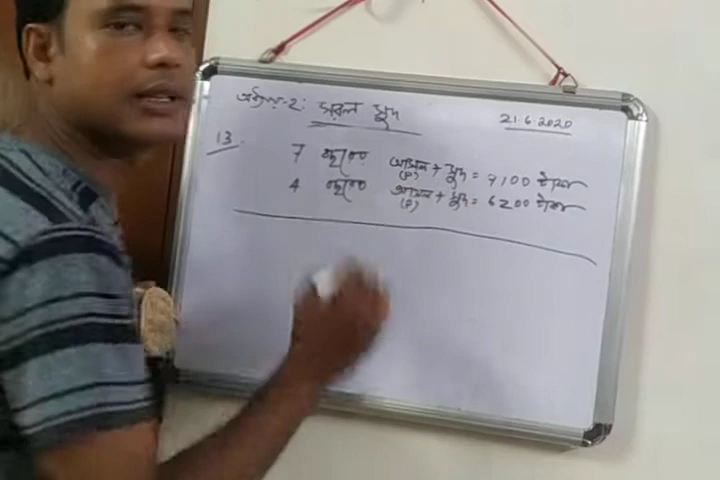 অধ্যায়-২: সরল সুদ
21.6.2020
13.
7 বছরের আসল + সুদ = 7100 টাকা
(P)
4 বছরের আসল + সুদ = 6200 টাকা
(P)